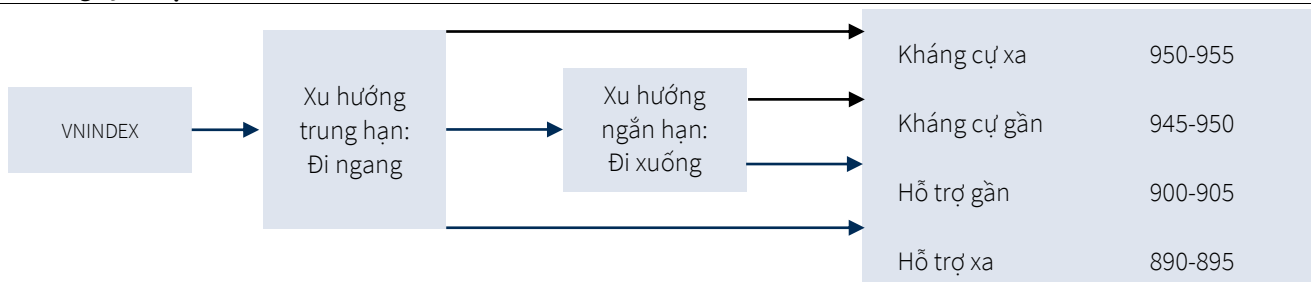 VNINDEX
Xu hướng
trung hạn:
Đi ngang
Xu hướng
ngắn hạn:
Đi xuống
Kháng cự xa 950-955
Kháng cự gần 945-950
Hỗ trợ gần 900-905
Hỗ trợ xa 890-895